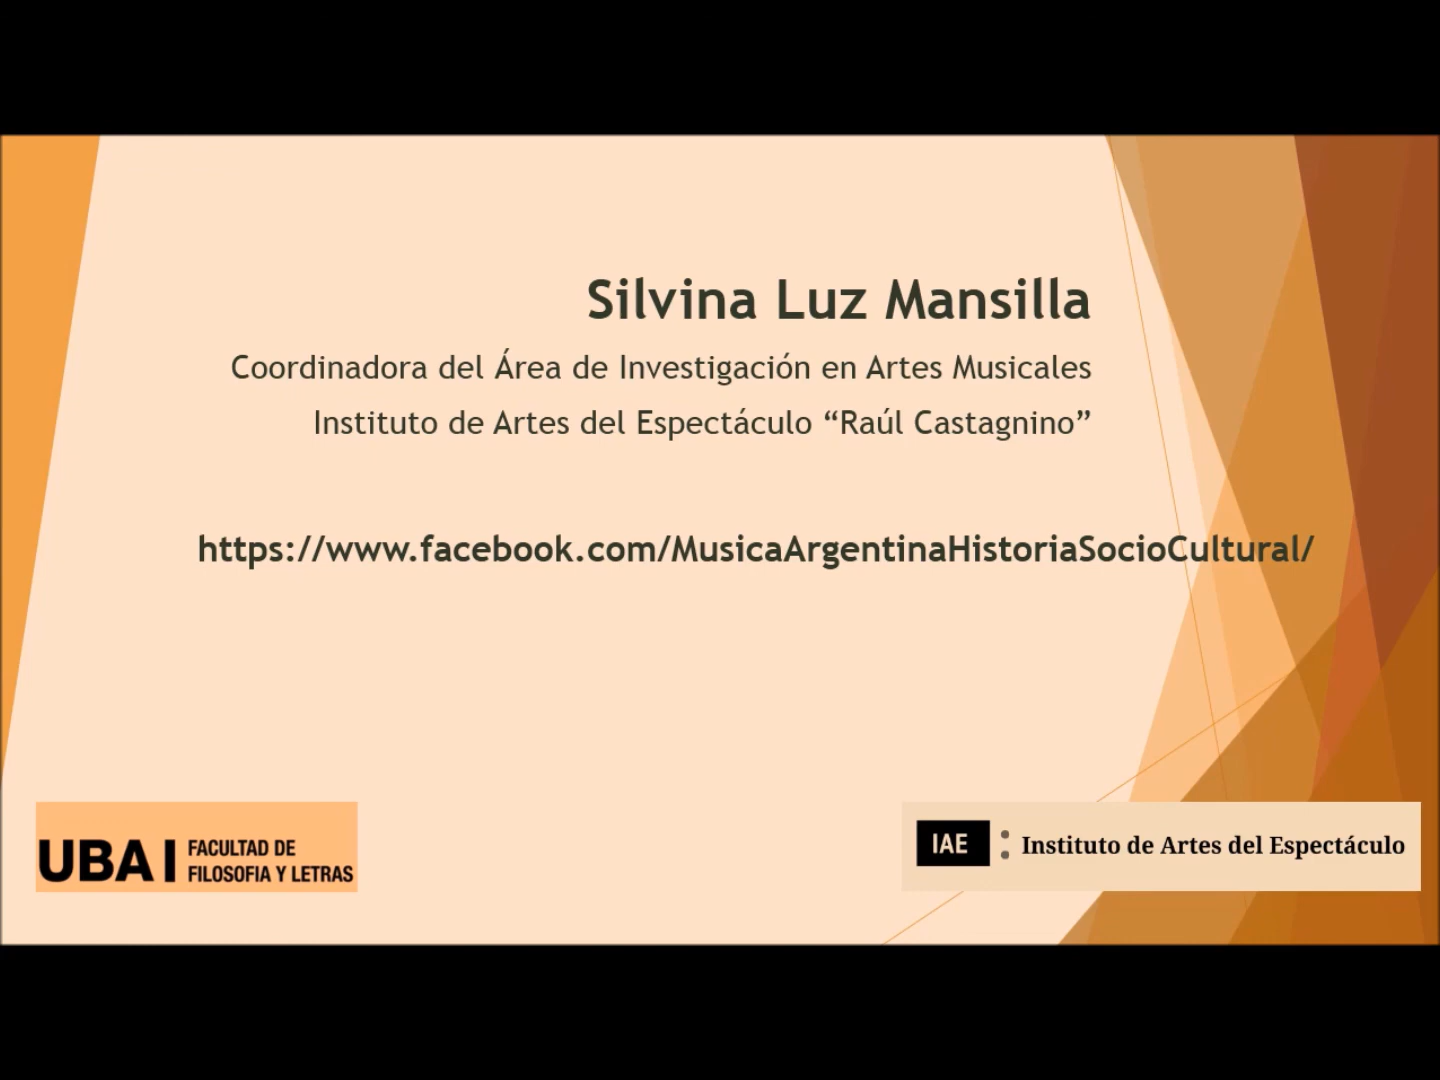 Silvina Luz Mansilla
Coordinadora del Área de Investigación en Artes Musicales
Instituto de Artes del Espectáculo “Raúl Castagnino”
https://www.facebook.com/MusicaArgentinaHistoriaSocioCultural/
UBA FACULTAD DE
FILOSOFIA Y LETRAS
IAE : Instituto de Artes del Espectáculo